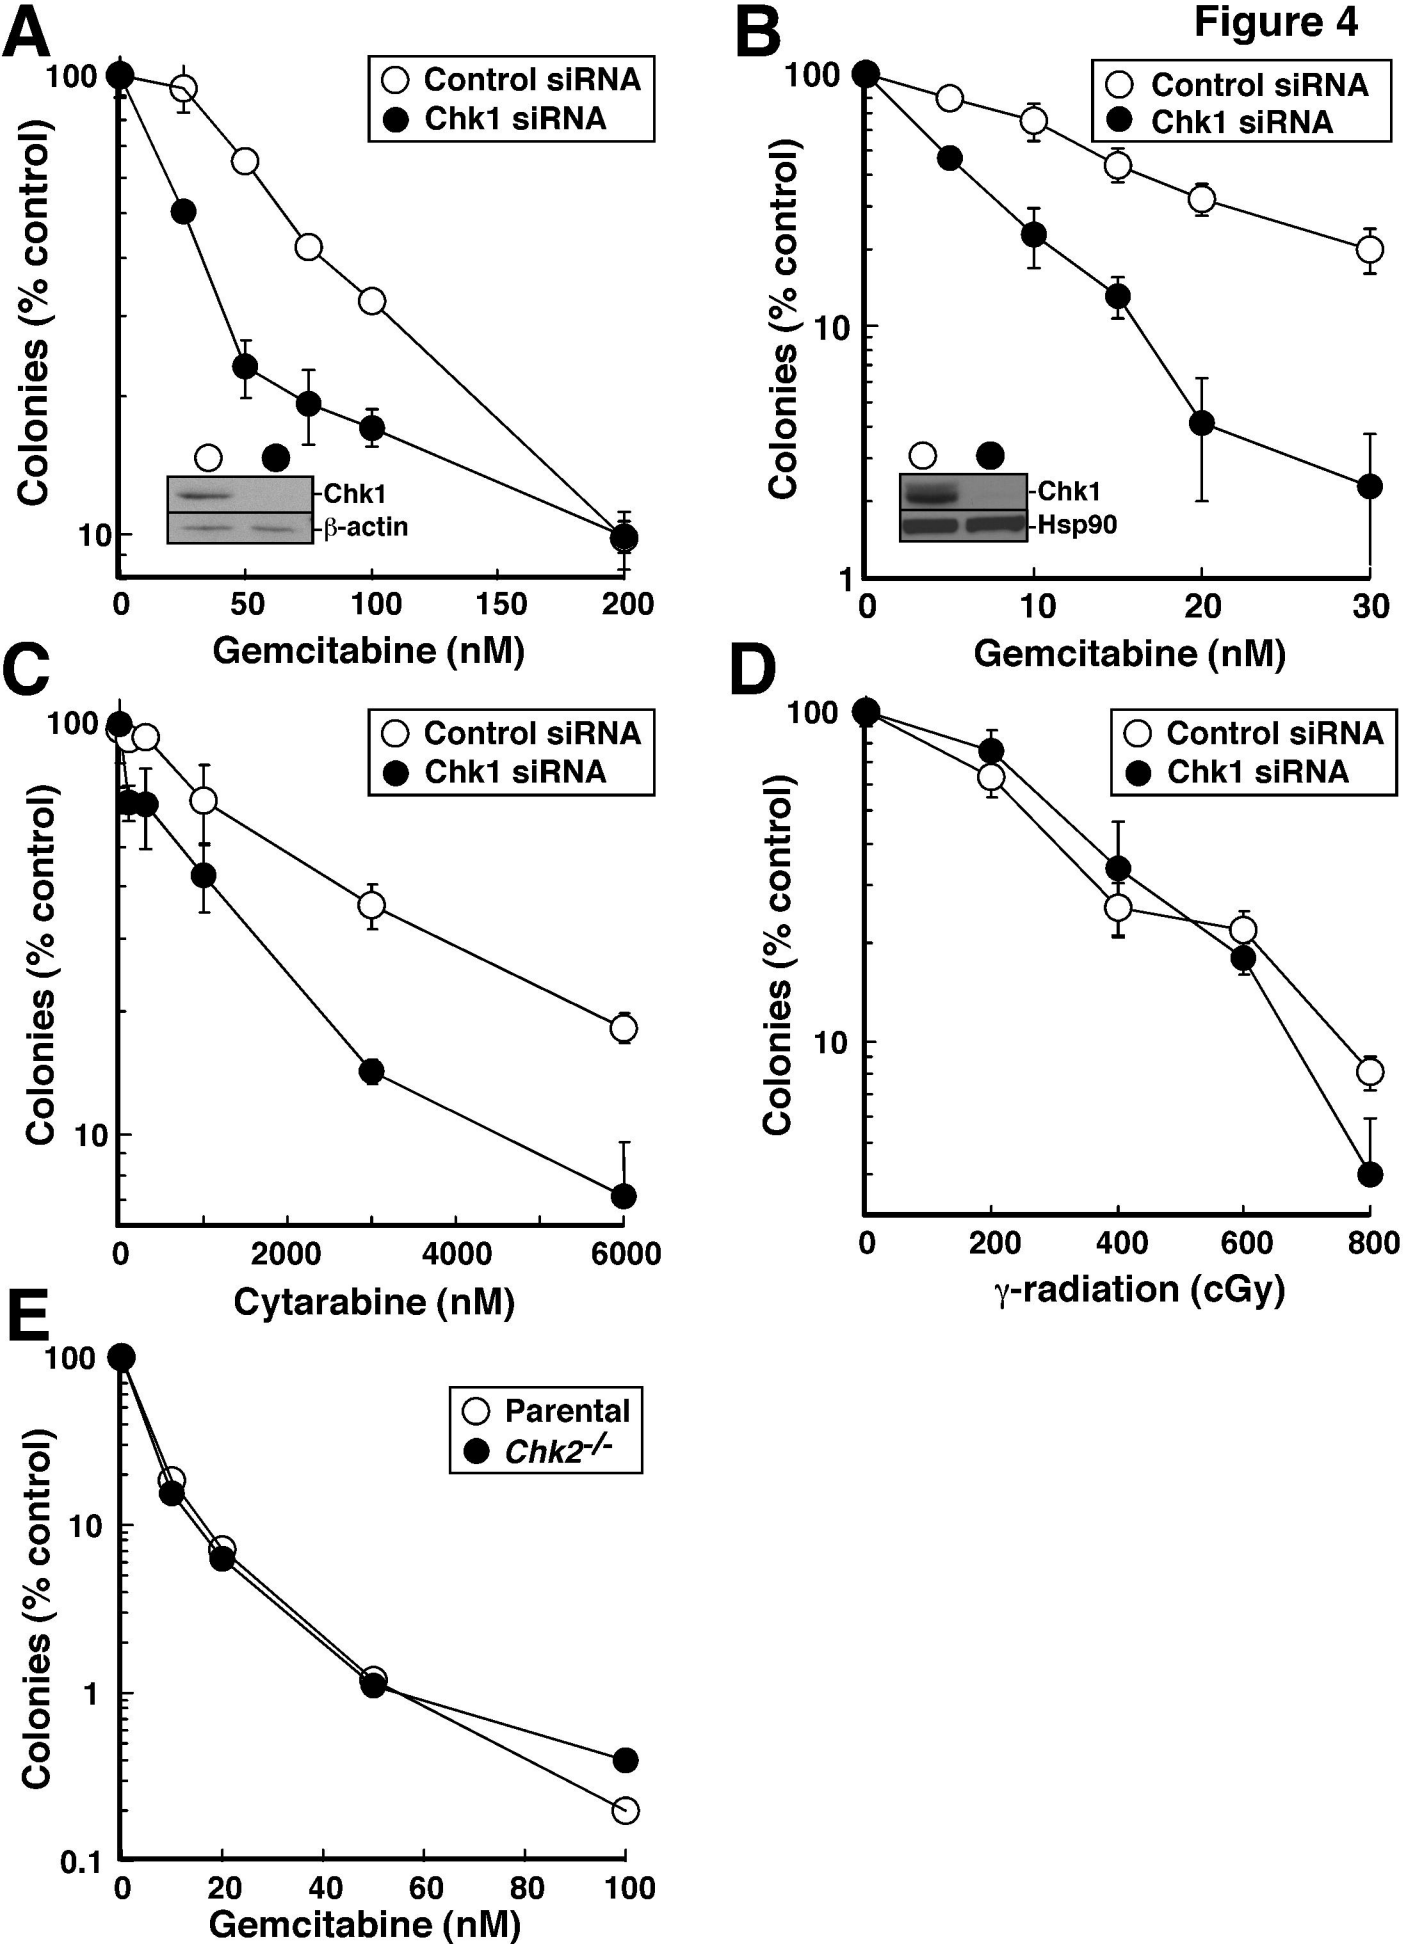 Figure 4
A
100
10
Colonies (% control)
Control siRNA
Chk1 siRNA
Chk1
β-actin
0 50 100 150 200
Gemcitabine (nM)
B
100
10
1
Colonies (% control)
Control siRNA
Chk1 siRNA
Chk1
Hsp90
0 10 20 30
Gemcitabine (nM)
C
100
10
Colonies (% control)
Control siRNA
Chk1 siRNA
0 2000 4000 6000
Cytarabine (nM)
D
100
10
Colonies (% control)
Control siRNA
Chk1 siRNA
0 200 400 600 800
γ-radiation (cGy)
E
100
10
1
0.1
Colonies (% control)
Parental
Chk2-/-
0 20 40 60 80 100
Gemcitabine (nM)